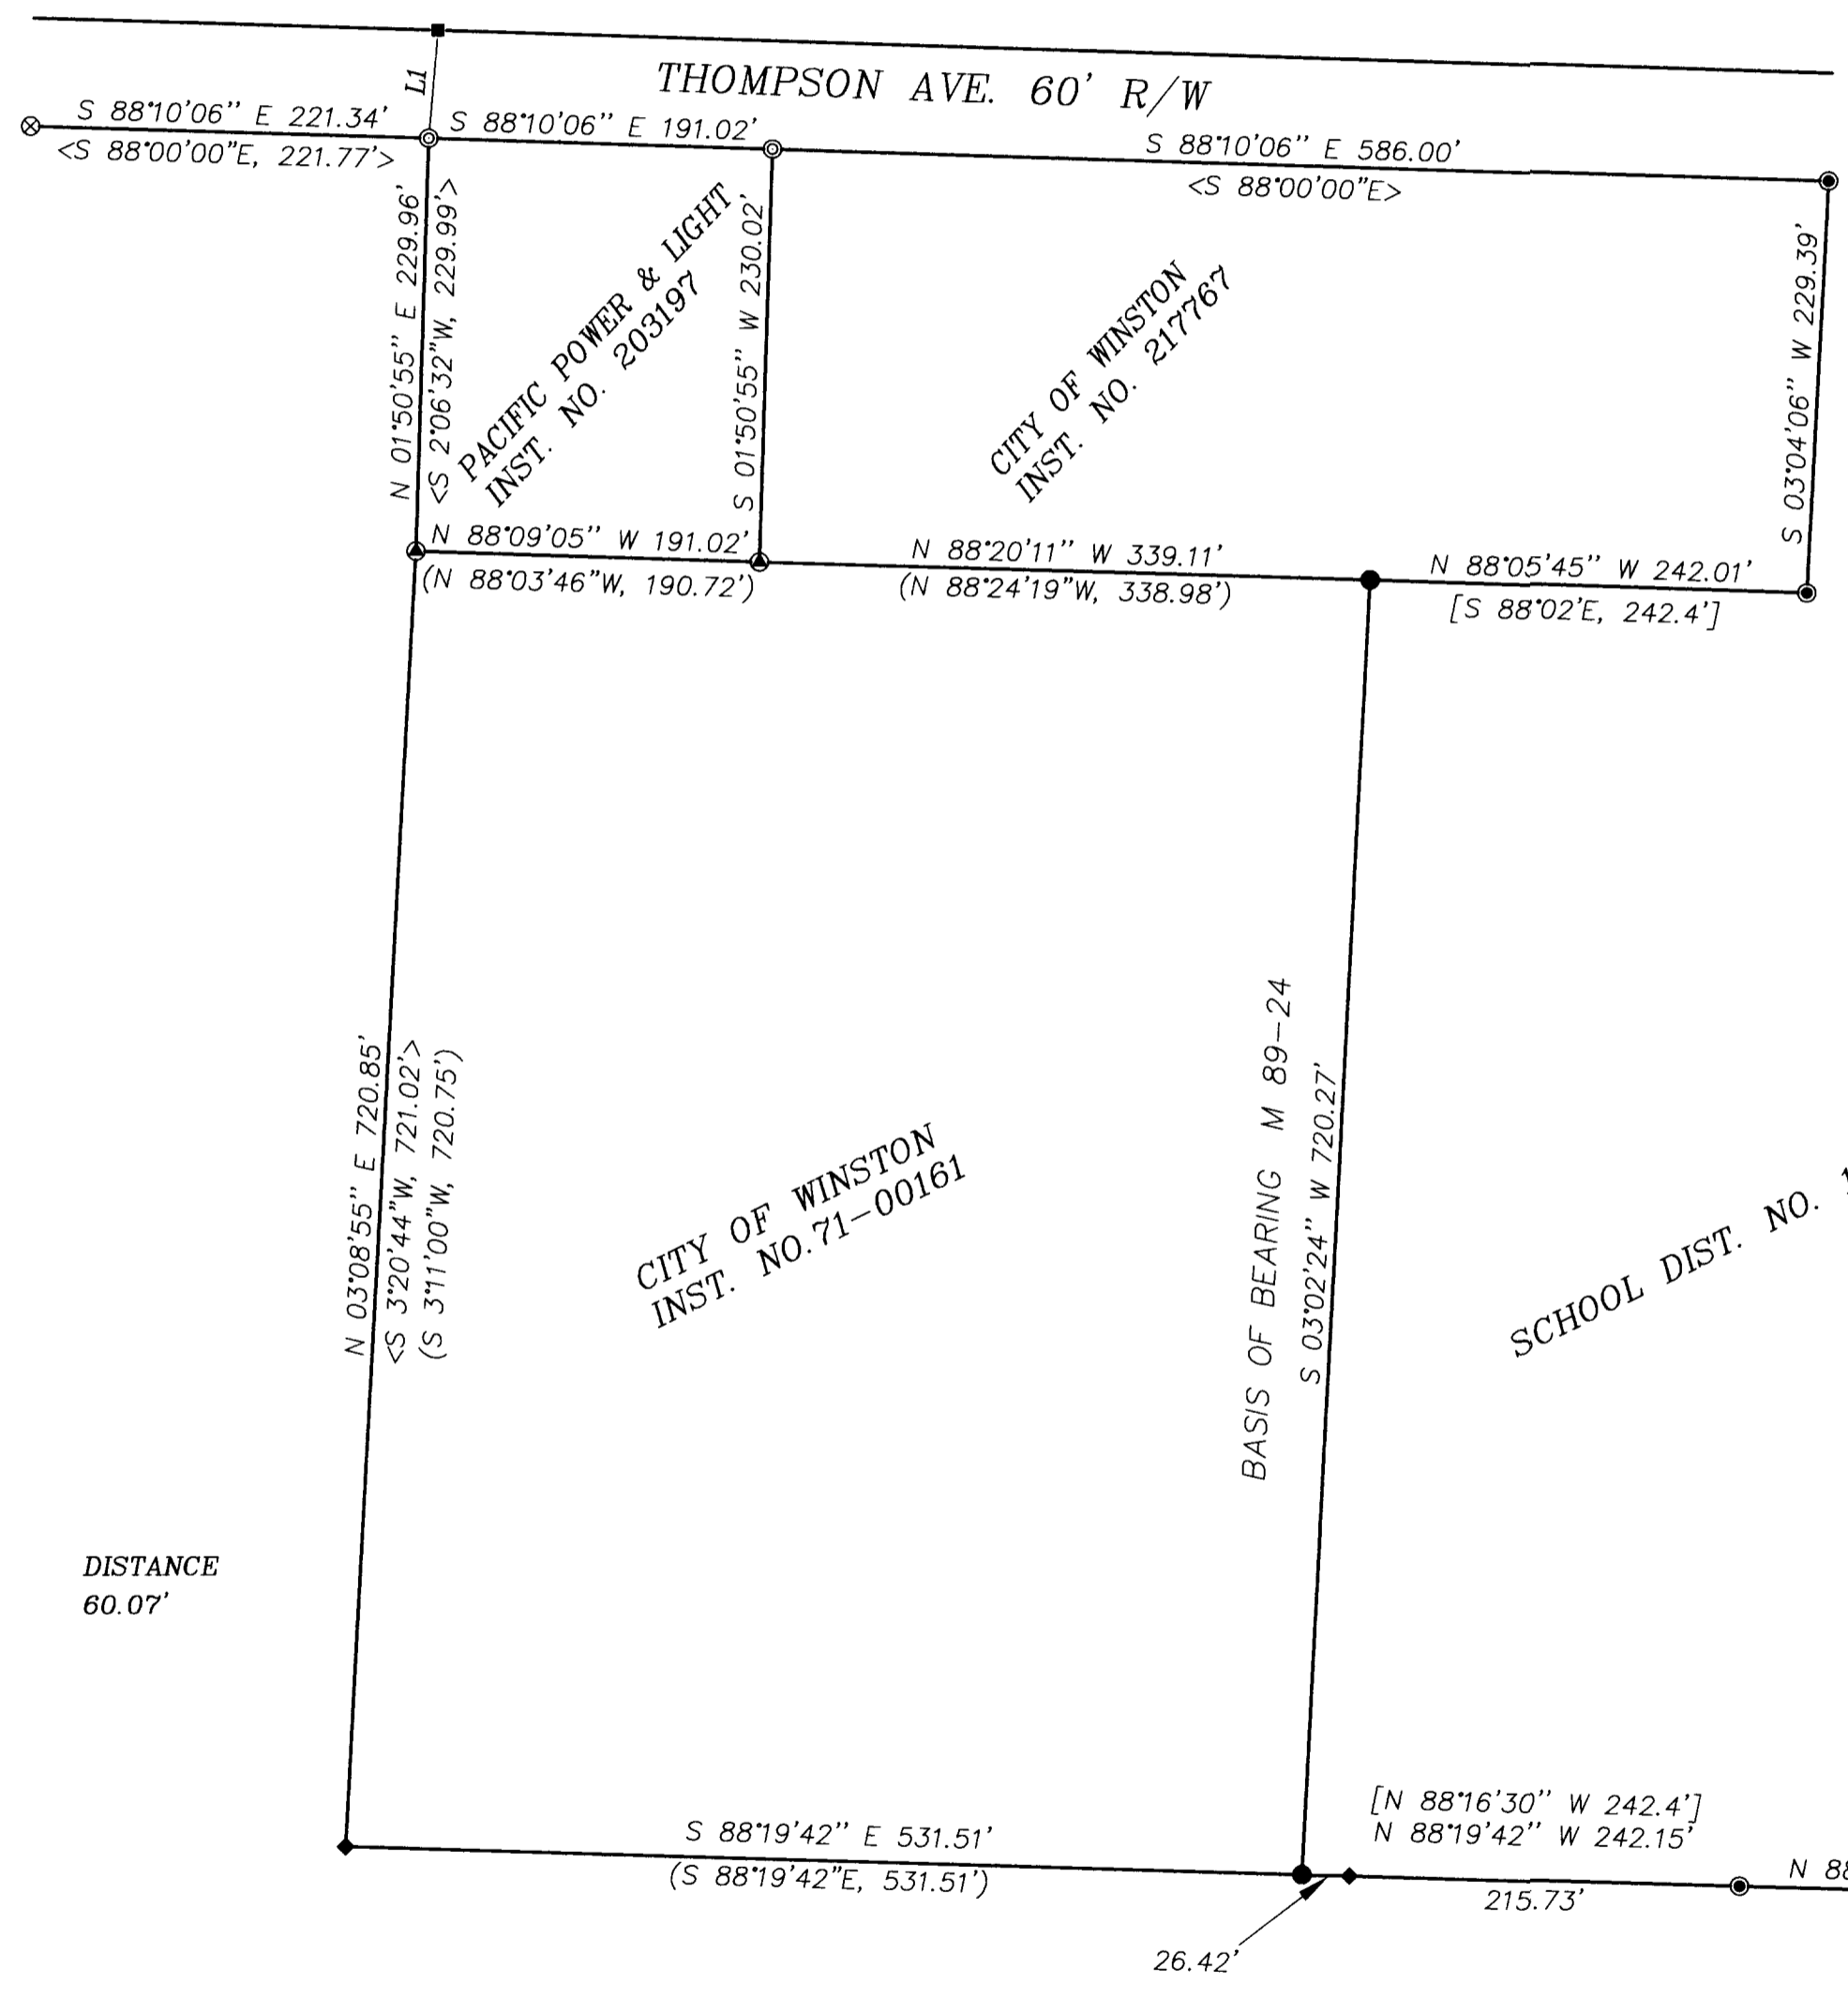 THOMPSON AVE. 60' R/W
L1
S 88°10'06" E 221.34'
<S 88°00'00"E, 221.77'>
S 88°10'06" E 191.02'
S 88°10'06" E 586.00'
<S 88°00'00"E>
N 01°50'55" E 229.96'
<S 2°06'32"W, 229.99'>
PACIFIC POWER & LIGHT
INST. NO. 203197
S 01°50'55" W 230.02'
CITY OF WINSTON
INST. NO. 217767
S 03°04'06" W 229.39'
N 88°09'05" W 191.02'
(N 88°03'46"W, 190.72')
N 88°20'11" W 339.11'
(N 88°24'19"W, 338.98')
N 88°05'45" W 242.01'
[S 88°02'E, 242.4']
N 03°08'55" E 720.85'
<S 3°20'44"W, 721.02'>
(S 3°11'00"W, 720.75')
CITY OF WINSTON
INST. NO.71-00161
BASIS OF BEARING M 89-24
S 03°02'24" W 720.27'
SCHOOL DIST. NO.
DISTANCE
60.07'
S 88°19'42" E 531.51'
(S 88°19'42"E, 531.51')
[N 88°16'30" W 242.4']
N 88°19'42" W 242.15'
N 88
215.73'
26.42'